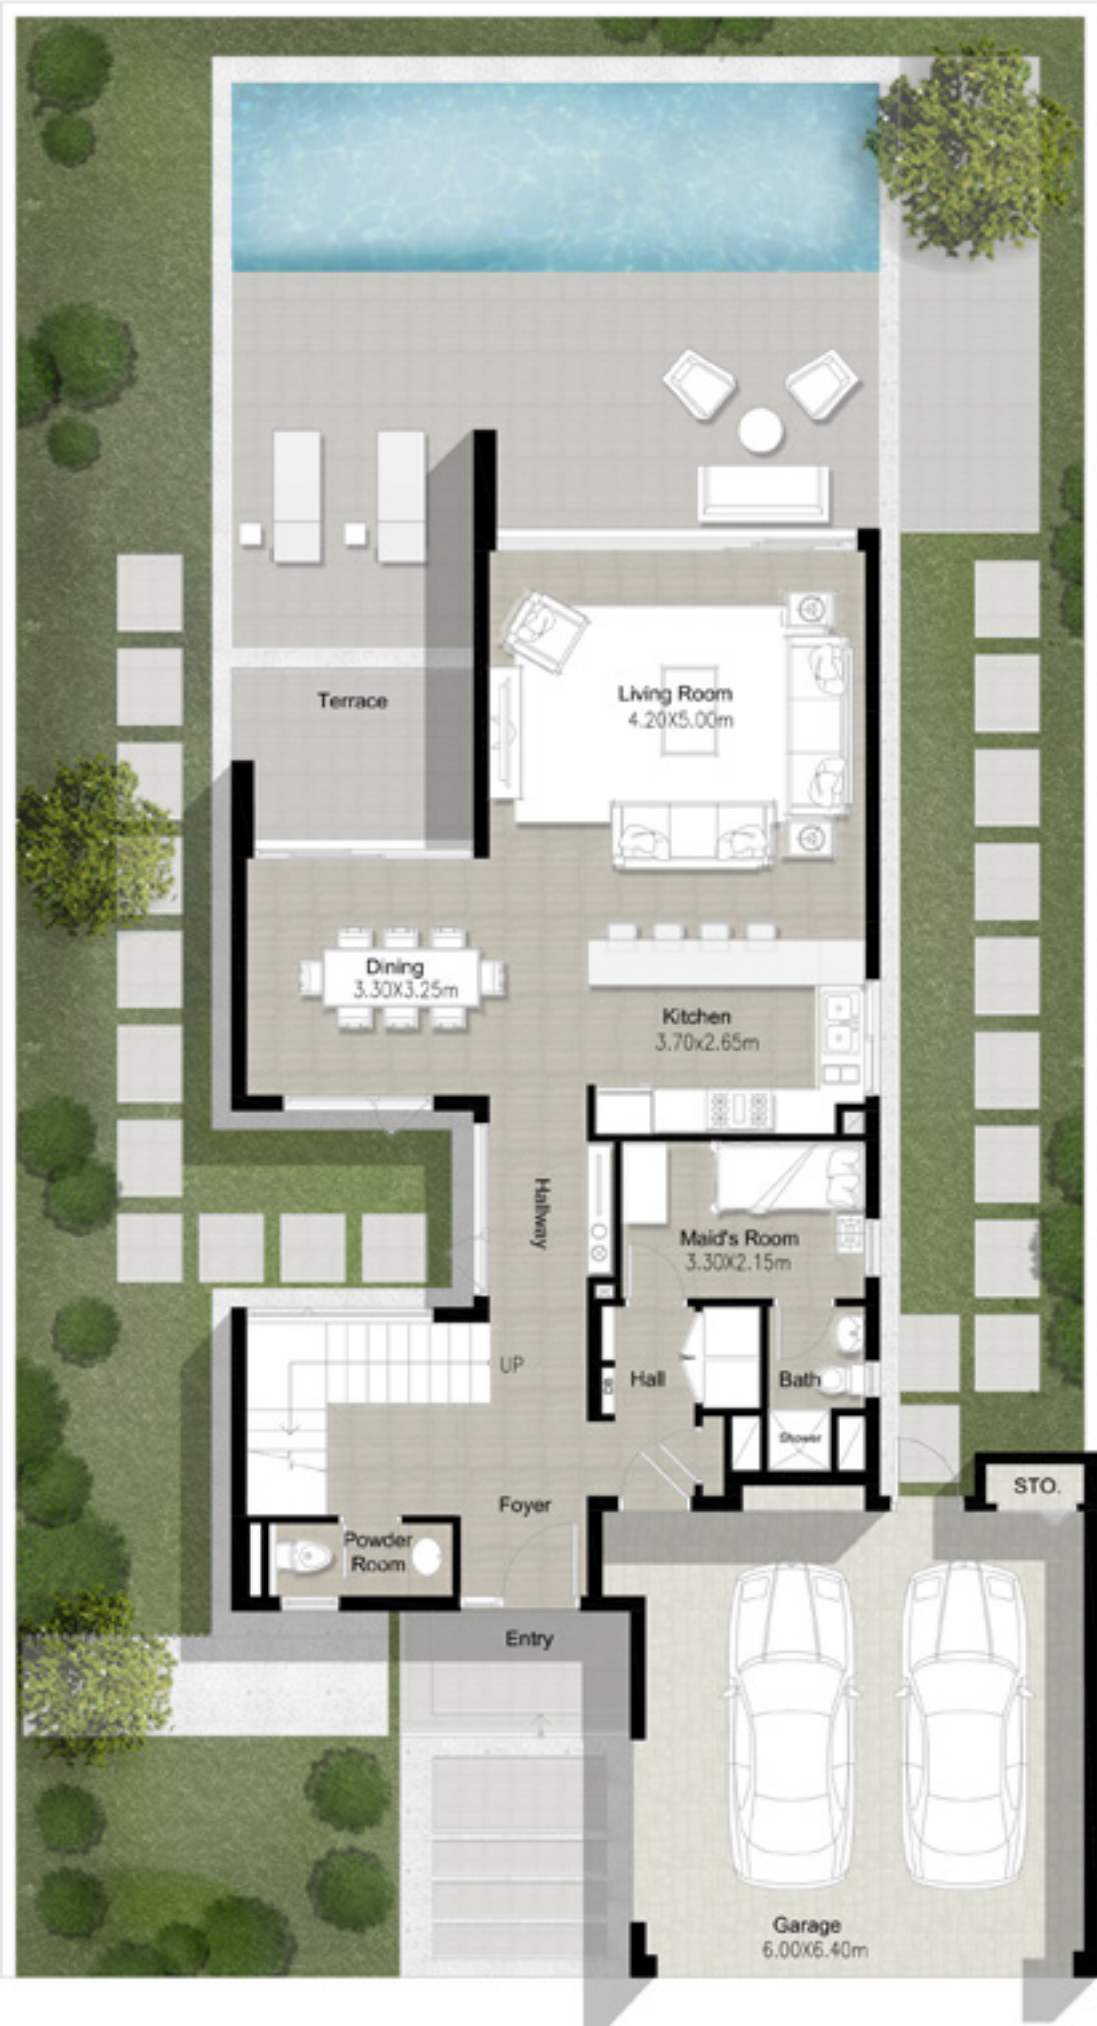 Living Room
4.20X5.00m
Terrace
Dining
3.30X3.25m
Kitchen
3.70x2.65m
Hallway
Maid's Room
3.30X2.15m
UP
Hall
Bath
DB
Shower
STO.
Foyer
Powder
Room
Entry
Garage
6.00X6.40m